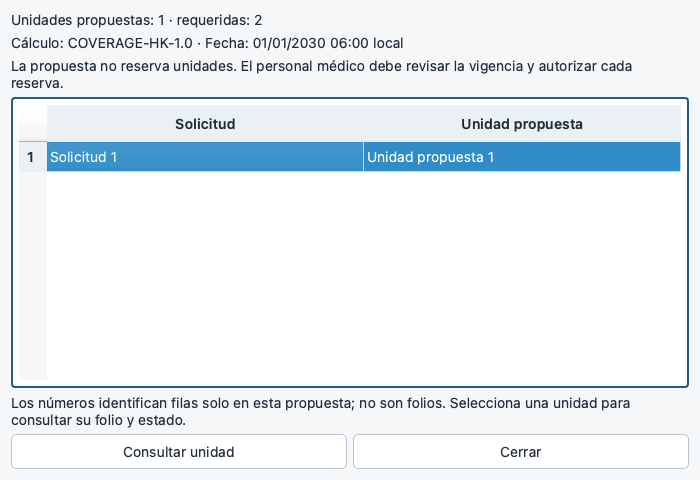 Unidades propuestas: 1 · requeridas: 2
Cálculo: COVERAGE-HK-1.0 · Fecha: 01/01/2030 06:00 local
La propuesta no reserva unidades. El personal médico debe revisar la vigencia y autorizar cada
reserva.
Solicitud Unidad propuesta
1 Solicitud 1 Unidad propuesta 1
Los números identifican filas solo en esta propuesta; no son folios. Selecciona una unidad para
consultar su folio y estado.
Consultar unidad Cerrar